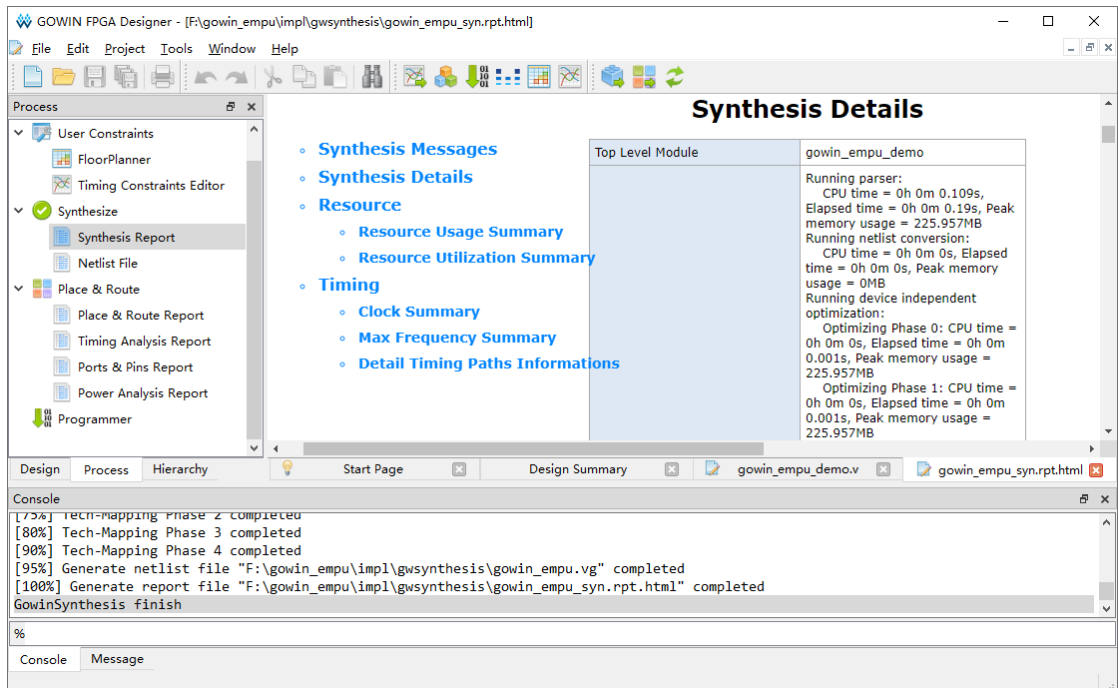 GOWIN FPGA Designer - [F:\gowin_empu\impl\gwsynthesis\gowin_empu_syn.rpt.html]
File Edit Project Tools Window Help
Process
User Constraints
FloorPlanner
Timing Constraints Editor
Synthesize
Synthesis Report
Netlist File
Place & Route
Place & Route Report
Timing Analysis Report
Ports & Pins Report
Power Analysis Report
Programmer
Design Process Hierarchy
Synthesis Messages
Synthesis Details
Resource
Resource Usage Summary
Resource Utilization Summary
Timing
Clock Summary
Max Frequency Summary
Detail Timing Paths Informations
Synthesis Details
Top Level Module gowin_empu_demo
Running parser:
CPU time = 0h 0m 0.109s,
Elapsed time = 0h 0m 0.19s, Peak
memory usage = 225.957MB
Running netlist conversion:
CPU time = 0h 0m 0s, Elapsed
time = 0h 0m 0s, Peak memory
usage = 0MB
Running device independent
optimization:
Optimizing Phase 0: CPU time =
0h 0m 0s, Elapsed time = 0h 0m
0.001s, Peak memory usage =
225.957MB
Optimizing Phase 1: CPU time =
0h 0m 0s, Elapsed time = 0h 0m
0.001s, Peak memory usage =
225.957MB
Start Page Design Summary gowin_empu_demo.v gowin_empu_syn.rpt.html
Console
[75%] Tech-Mapping Phase 2 completed
[80%] Tech-Mapping Phase 3 completed
[90%] Tech-Mapping Phase 4 completed
[95%] Generate netlist file "F:\gowin_empu\impl\gwsynthesis\gowin_empu.vg" completed
[100%] Generate report file "F:\gowin_empu\impl\gwsynthesis\gowin_empu_syn.rpt.html" completed
GowinSynthesis finish
%
Console Message